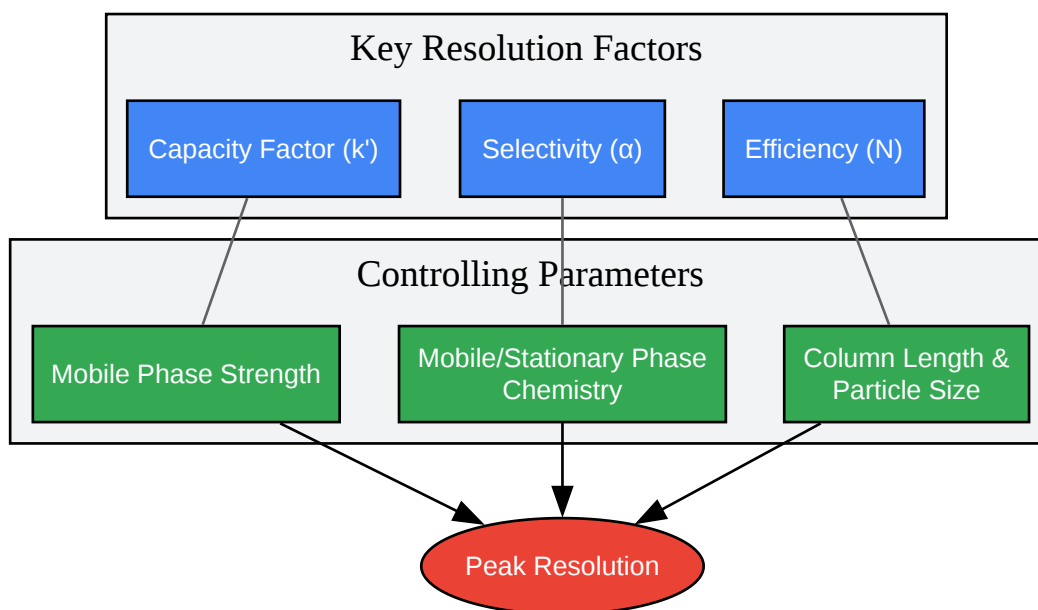 Key Resolution Factors
Capacity Factor (k')
Selectivity (α)
Efficiency (N)
Controlling Parameters
Mobile Phase Strength
Mobile/Stationary Phase
Chemistry
Column Length &
Particle Size
Peak Resolution